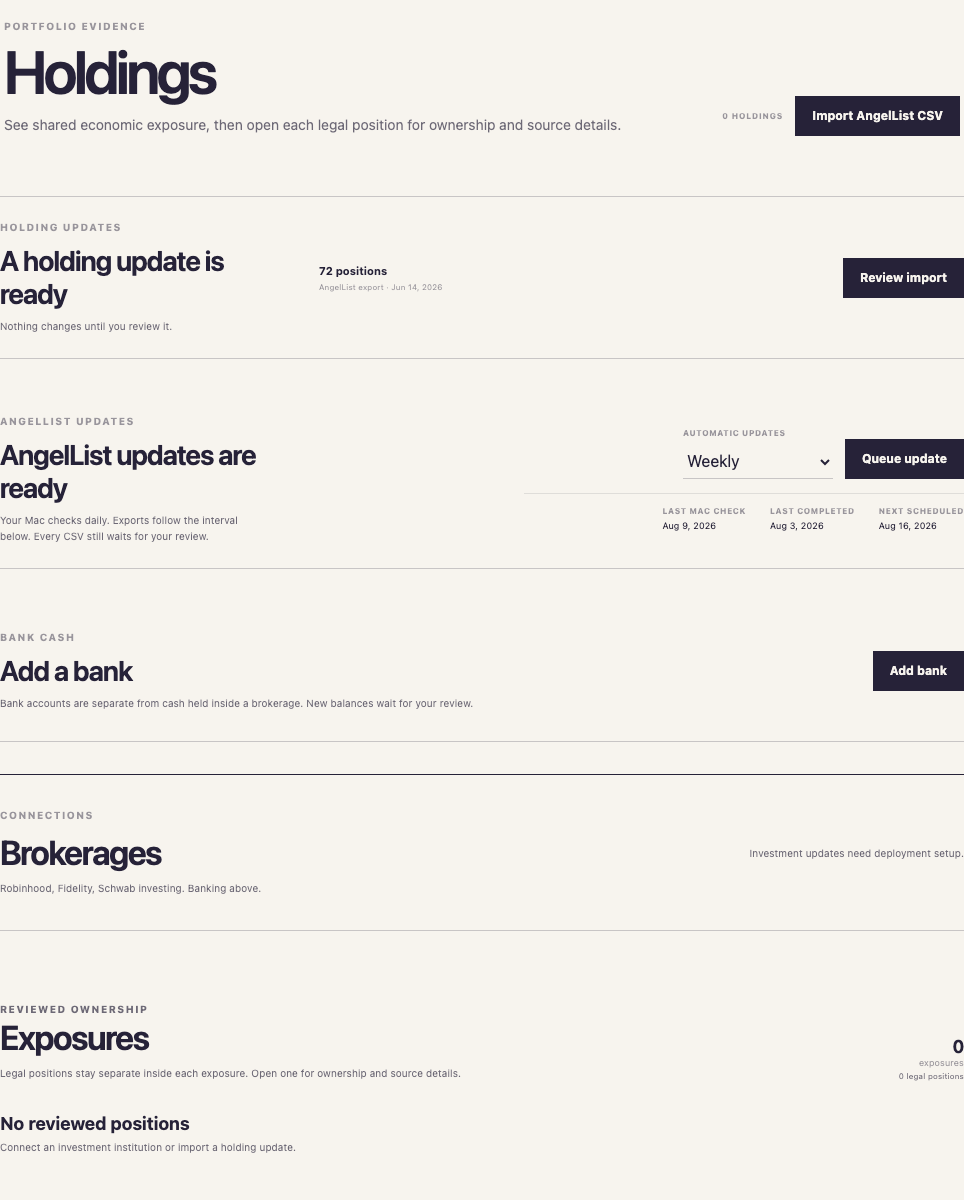 PORTFOLIO EVIDENCE
Holdings
See shared economic exposure, then open each legal position for ownership and source details.
0 HOLDINGS
Import AngelList CSV
HOLDING UPDATES
A holding update is
ready
Nothing changes until you review it.
72 positions
AngelList export · Jun 14, 2026
Review import
ANGELLIST UPDATES
AngelList updates are
ready
Your Mac checks daily. Exports follow the interval
below. Every CSV still waits for your review.
AUTOMATIC UPDATES
Weekly
Queue update
LAST MAC CHECK
Aug 9, 2026
LAST COMPLETED
Aug 3, 2026
NEXT SCHEDULED
Aug 16, 2026
BANK CASH
Add a bank
Bank accounts are separate from cash held inside a brokerage. New balances wait for your review.
Add bank
CONNECTIONS
Brokerages
Robinhood, Fidelity, Schwab investing. Banking above.
Investment updates need deployment setup.
REVIEWED OWNERSHIP
Exposures
Legal positions stay separate inside each exposure. Open one for ownership and source details.
0
exposures
0 legal positions
No reviewed positions
Connect an investment institution or import a holding update.